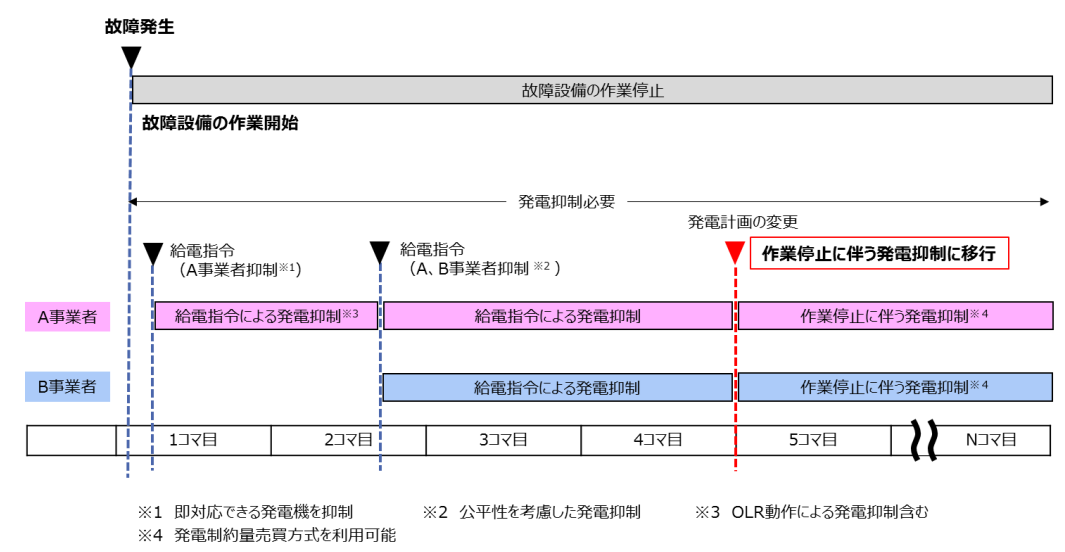 故障発生
故障設備の作業停止
故障設備の作業開始
発電抑制必要
発電計画の変更
給電指令
（A事業者抑制※1）
給電指令
（A、B事業者抑制 ※2 ）
作業停止に伴う発電抑制に移行
A事業者
給電指令による発電抑制※3
給電指令による発電抑制
作業停止に伴う発電抑制※4
B事業者
給電指令による発電抑制
作業停止に伴う発電抑制※4
1コマ目 2コマ目 3コマ目 4コマ目 5コマ目 Nコマ目
※1 即対応できる発電機を抑制 ※2 公平性を考慮した発電抑制 ※3 OLR動作による発電抑制含む
※4 発電制約量売買方式を利用可能